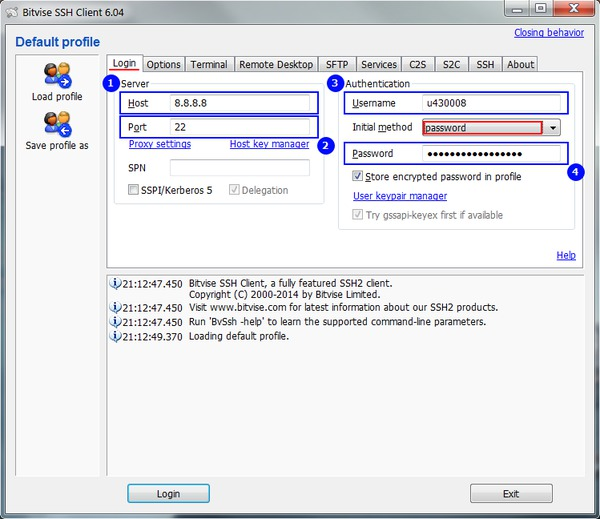 Bitvise SSH Client 6.04
Default profile
Closing behavior
Load profile
Save profile as
Login Options Terminal Remote Desktop SFTP Services C2S S2C SSH About
1 Server
Host 8.8.8.8
Port 22
Proxy settings Host key manager 2
SPN
SSPI/Kerberos 5 Delegation
3 Authentication
Username u430008
Initial method password
Password ●●●●●●●●●●●●●●●●●
4
Store encrypted password in profile
User keypair manager
Try gssapi-keyex first if available
Help
21:12:47.450 Bitvise SSH Client, a fully featured SSH2 client.
Copyright (C) 2000-2014 by Bitvise Limited.
21:12:47.450 Visit www.bitvise.com for latest information about our SSH2 products.
21:12:47.450 Run 'BvSsh -help' to learn the supported command-line parameters.
21:12:49.370 Loading default profile.
Login Exit